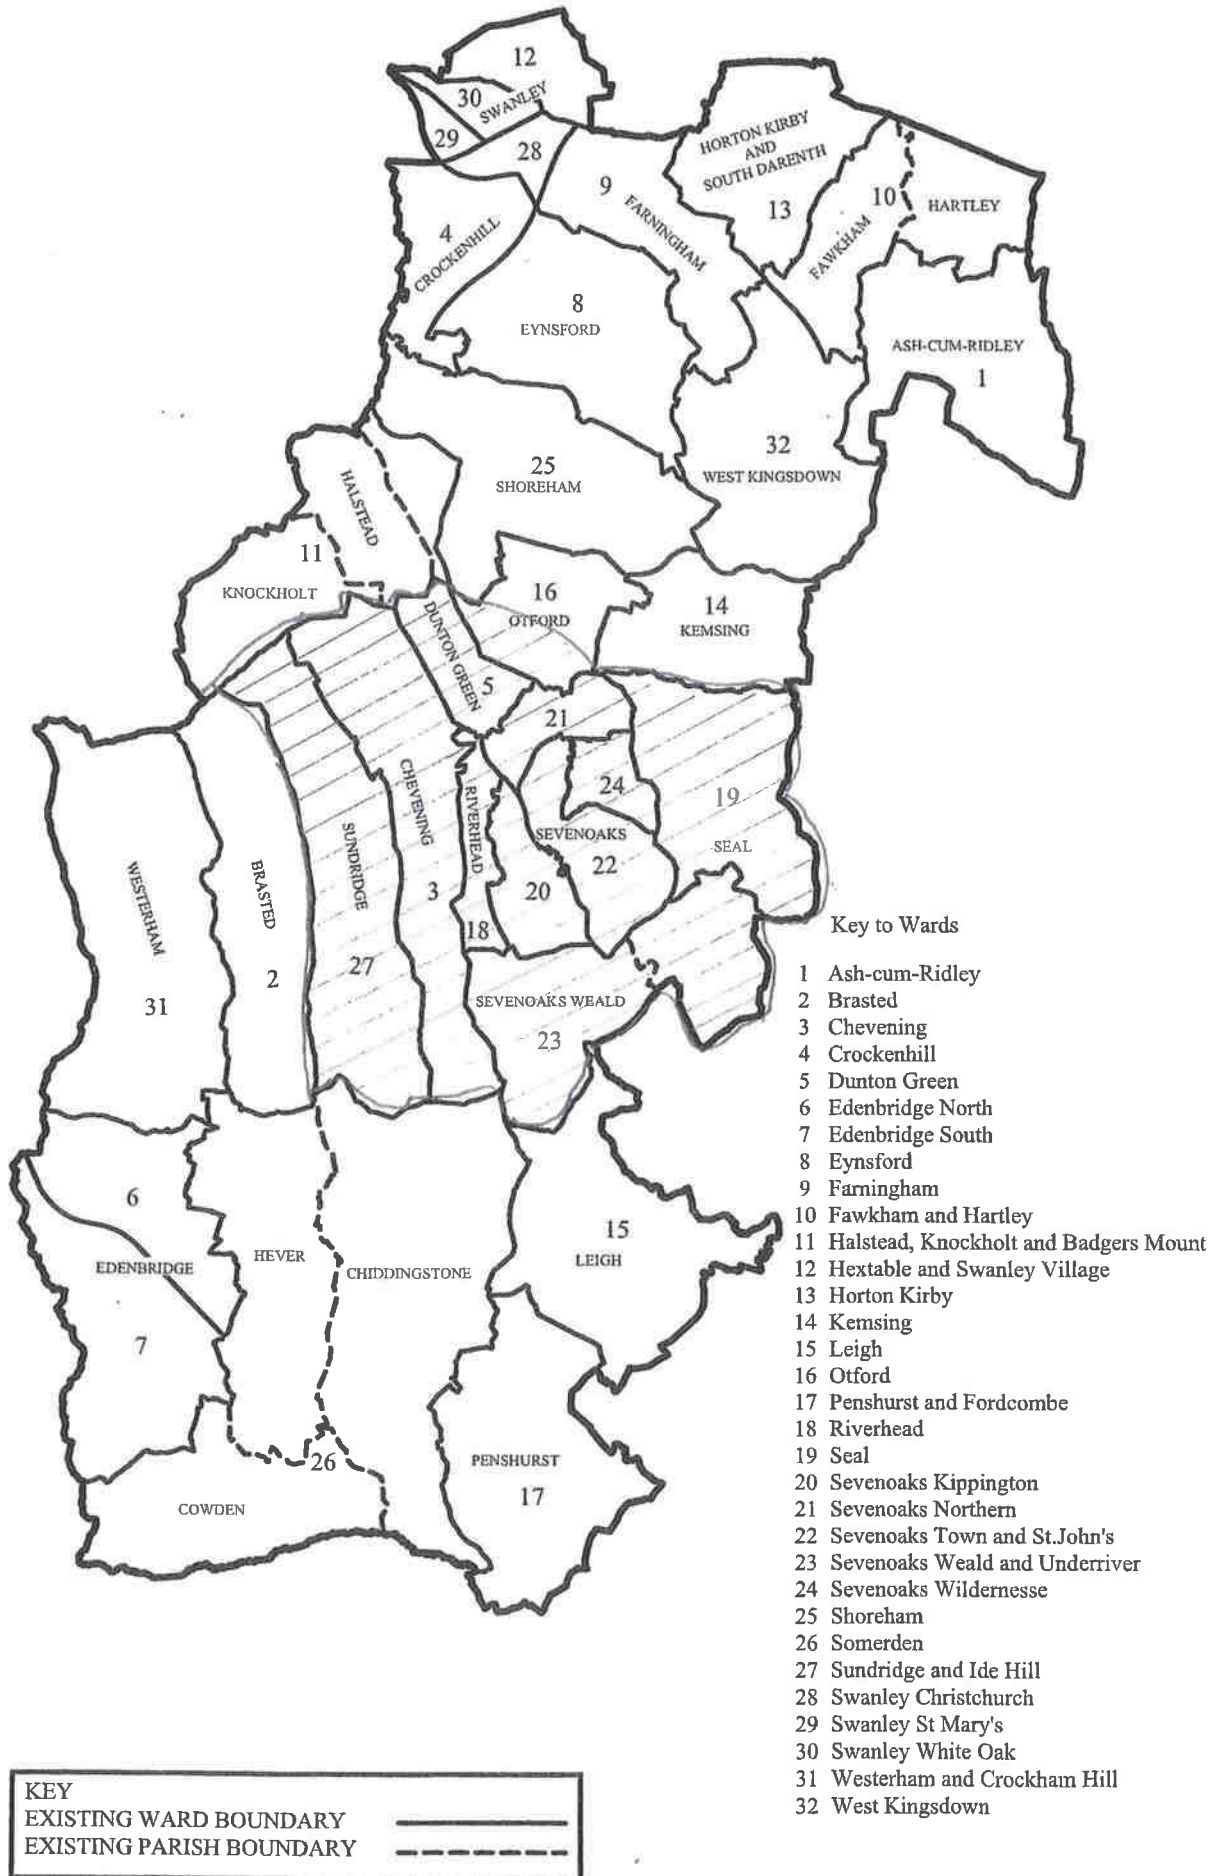 12
30
SWANLEY
29
28
HORTON KIRBY
AND
SOUTH DARENTH
13
9
FARNINGHAM
10
FAWKHAM
HARTLEY
4
CROCKENHILL
8
EYNSFORD
ASH-CUM-RIDLEY
1
32
WEST KINGSDOWN
25
SHOREHAM
HALSTEAD
11
KNOCKHOLT
16
OTFORD
14
KEMSING
DUNTON GREEN
5
21
CHEVENING
3
RIVERHEAD
18
24
SEVENOAKS
22
20
19
SEAL
SUNDRIDGE
27
BRASTED
2
WESTERHAM
31
SEVENOAKS WEALD
23
6
EDENBRIDGE
7
HEVER
CHIDDINGSTONE
15
LEIGH
26
COWDEN
PENSHURST
17
Key to Wards
1 Ash-cum-Ridley
2 Brasted
3 Chevening
4 Crockenhill
5 Dunton Green
6 Edenbridge North
7 Edenbridge South
8 Eynsford
9 Farningham
10 Fawkham and Hartley
11 Halstead, Knockholt and Badgers Mount
12 Hextable and Swanley Village
13 Horton Kirby
14 Kemsing
15 Leigh
16 Otford
17 Penshurst and Fordcombe
18 Riverhead
19 Seal
20 Sevenoaks Kippington
21 Sevenoaks Northern
22 Sevenoaks Town and St.John's
23 Sevenoaks Weald and Underriver
24 Sevenoaks Wildernesse
25 Shoreham
26 Somerden
27 Sundridge and Ide Hill
28 Swanley Christchurch
29 Swanley St Mary's
30 Swanley White Oak
31 Westerham and Crockham Hill
32 West Kingsdown
KEY
EXISTING WARD BOUNDARY
EXISTING PARISH BOUNDARY